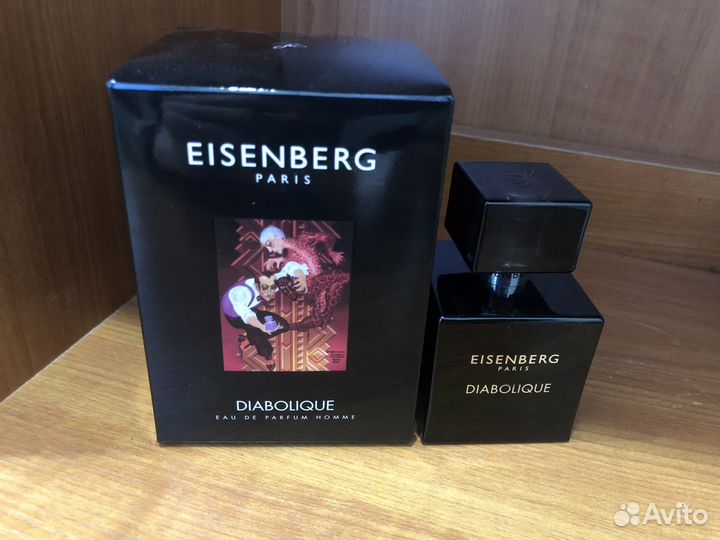 EISENBERG
PARIS
DIABOLIQUE
EAU DE PARFUM HOMME
EISENBERG
PARIS
DIABOLIQUE
Avito